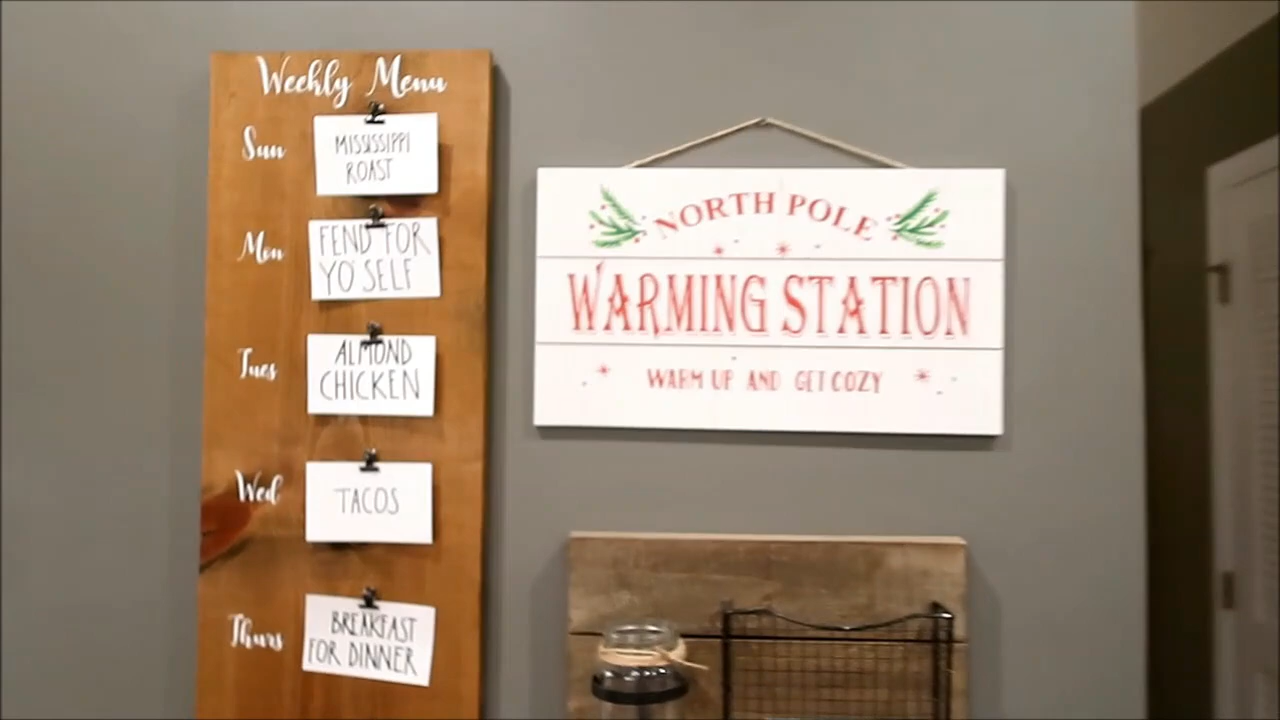 Weekly Menu
Sun
MISSISSIPPI
ROAST
Mon
FEND FOR
YO' SELF
Tues
ALMOND
CHICKEN
Wed
TACOS
Thurs
BREAKFAST
FOR DINNER
NORTH POLE
WARMING STATION
WARM UP AND GET COZY